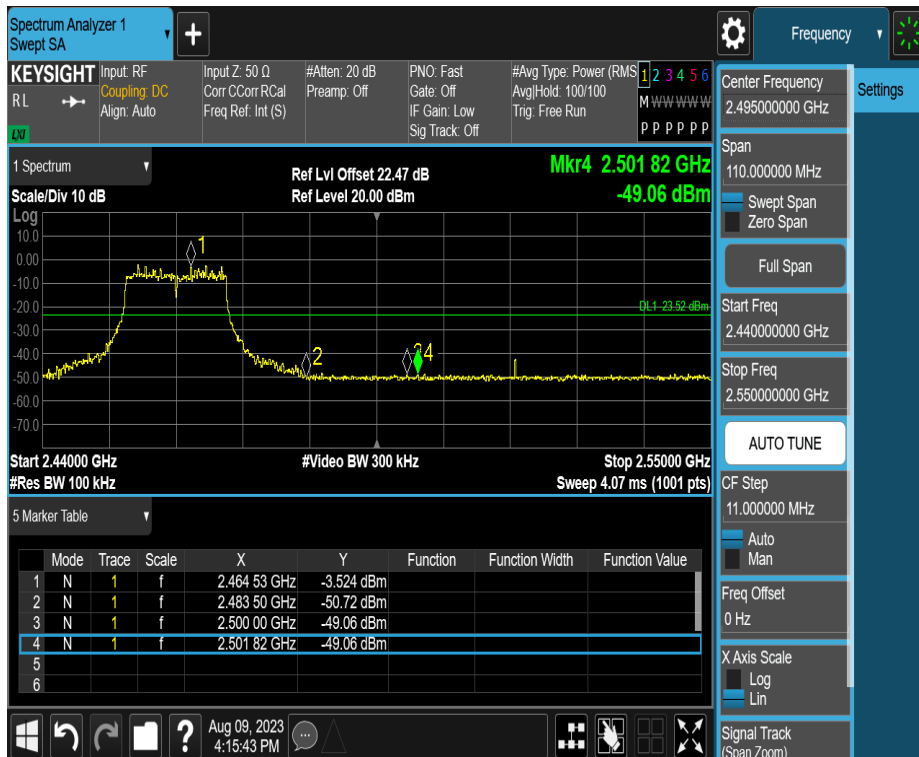 Spectrum Analyzer 1
Swept SA
Frequency
KEYSIGHT
R L
LXI
Input: RF
Coupling: DC
Align: Auto
Input Z: 50 Ω
Corr CCorr RCal
Freq Ref: Int (S)
#Atten: 20 dB
Preamp: Off
PNO: Fast
Gate: Off
IF Gain: Low
Sig Track: Off
#Avg Type: Power (RMS
Avg|Hold: 100/100
Trig: Free Run
1 2 3 4 5 6
M W W W W W
P P P P P P
Settings
Center Frequency
2.495000000 GHz
Span
110.000000 MHz
Swept Span
Zero Span
Full Span
Start Freq
2.440000000 GHz
Stop Freq
2.550000000 GHz
AUTO TUNE
CF Step
11.000000 MHz
Auto
Man
Freq Offset
0 Hz
X Axis Scale
Log
Lin
Signal Track
(Span Zoom)
1 Spectrum
Scale/Div 10 dB
Ref Lvl Offset 22.47 dB
Ref Level 20.00 dBm
Mkr4 2.501 82 GHz
-49.06 dBm
Log
10.0
0.00
-10.0
-20.0
-30.0
-40.0
-50.0
-60.0
-70.0
1
2
4
DL1 -23.52 dBm
Start 2.44000 GHz
#Video BW 300 kHz
Stop 2.55000 GHz
#Res BW 100 kHz
Sweep 4.07 ms (1001 pts)
5 Marker Table
Mode Trace Scale X Y Function Function Width Function Value
1 N 1 f 2.464 53 GHz -3.524 dBm
2 N 1 f 2.483 50 GHz -50.72 dBm
3 N 1 f 2.500 00 GHz -49.06 dBm
4 N 1 f 2.501 82 GHz -49.06 dBm
5
6
?
Aug 09, 2023
4:15:43 PM